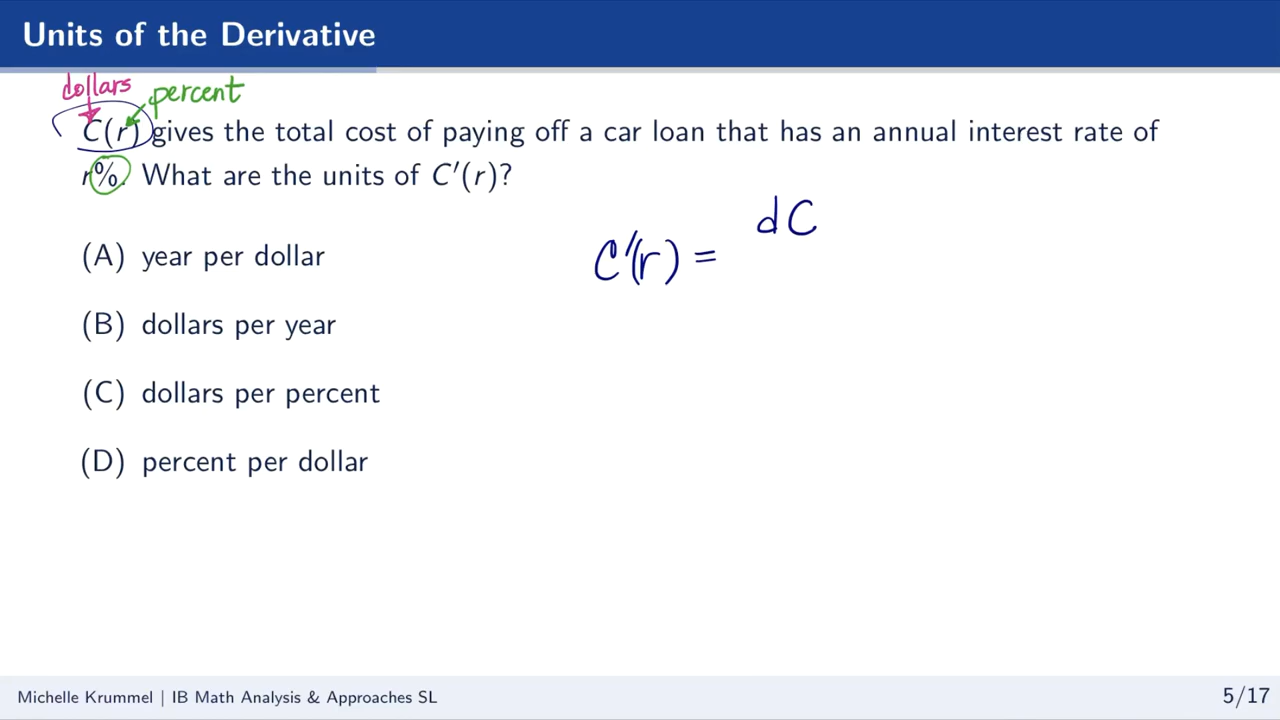 Units of the Derivative
dollars
percent
C(r) gives the total cost of paying off a car loan that has an annual interest rate of
r%. What are the units of C′(r)?
dC
C′(r) =
(A) year per dollar
(B) dollars per year
(C) dollars per percent
(D) percent per dollar
Michelle Krummel | IB Math Analysis & Approaches SL
5/17